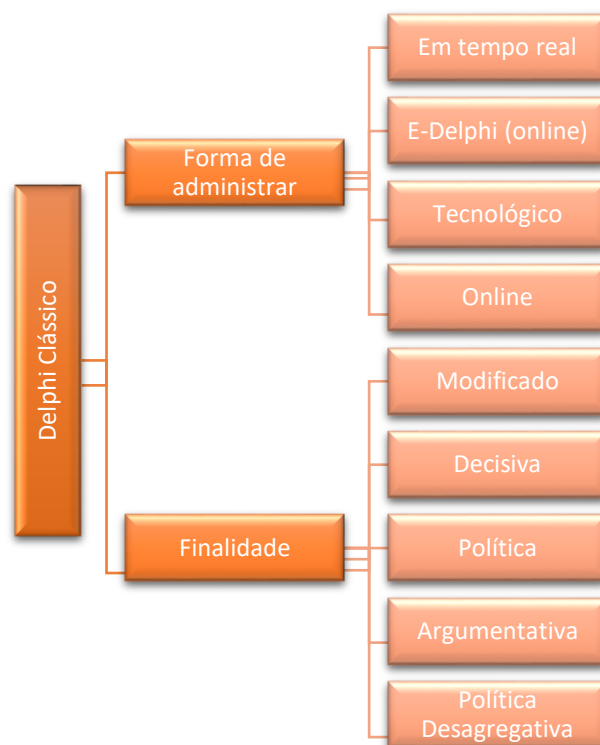 Delphi Clássico
Forma de
administrar
Em tempo real
E-Delphi (online)
Tecnológico
Online
Finalidade
Modificado
Decisiva
Política
Argumentativa
Política
Desagregativa